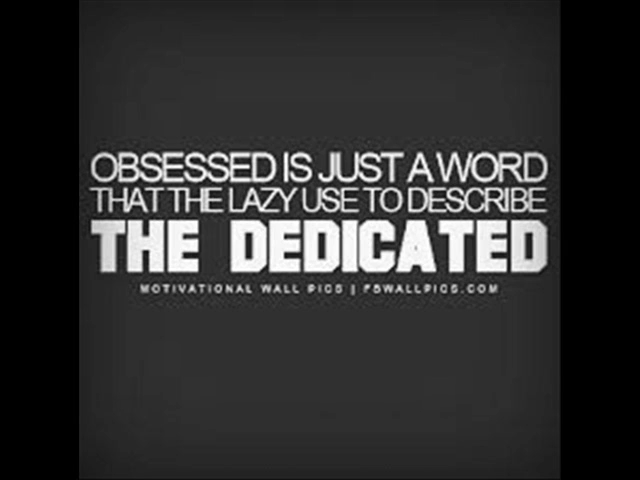 OBSESSED IS JUST A WORD
THAT THE LAZY USE TO DESCRIBE
THE DEDICATED
MOTIVATIONAL WALL PICS | FBWALLPICS.COM